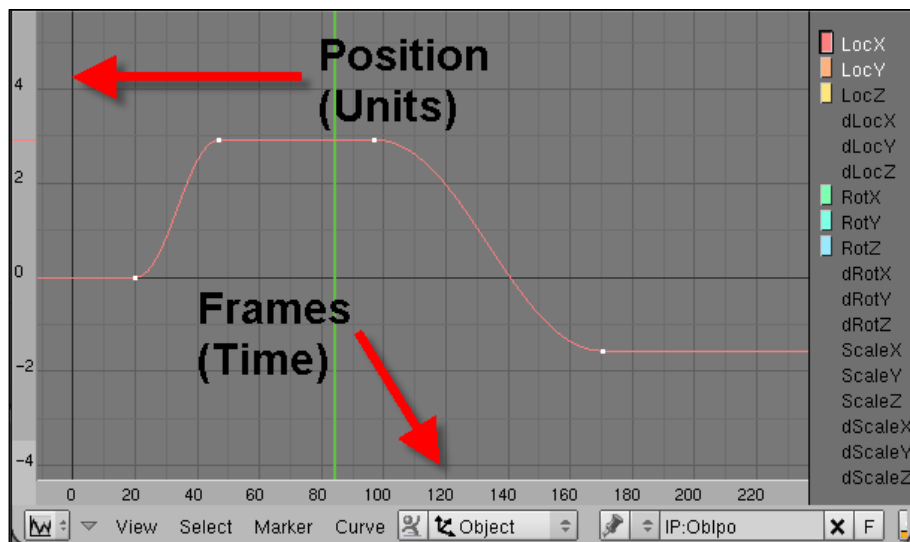 Position
(Units)
4
2
0
-2
-4
Frames
(Time)
0 20 40 60 80 100 120 140 160 180 200 220
LocX
LocY
LocZ
dLocX
dLocY
dLocZ
RotX
RotY
RotZ
dRotX
dRotY
dRotZ
ScaleX
ScaleY
ScaleZ
dScaleX
dScaleY
dScaleZ
View Select Marker Curve Object IP:ObIpo X F